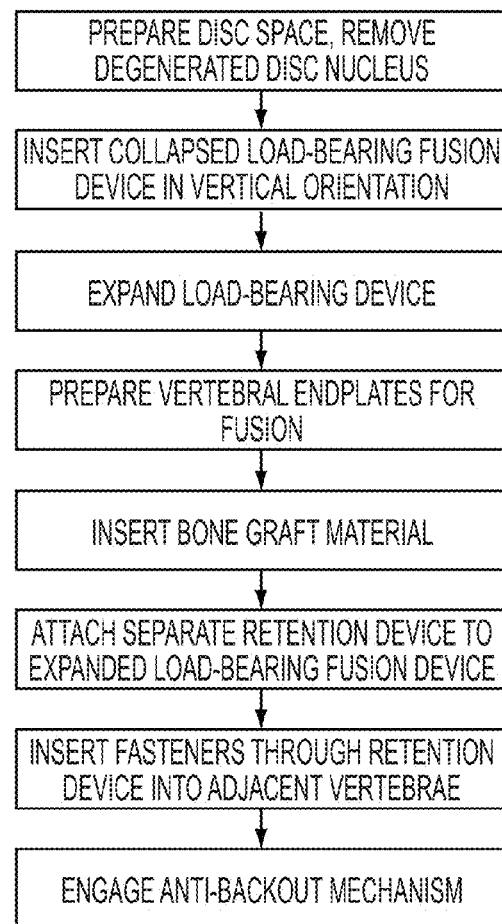 PREPARE DISC SPACE, REMOVE
DEGENERATED DISC NUCLEUS
INSERT COLLAPSED LOAD-BEARING FUSION
DEVICE IN VERTICAL ORIENTATION
EXPAND LOAD-BEARING DEVICE
PREPARE VERTEBRAL ENDPLATES FOR
FUSION
INSERT BONE GRAFT MATERIAL
ATTACH SEPARATE RETENTION DEVICE TO
EXPANDED LOAD-BEARING FUSION DEVICE
INSERT FASTENERS THROUGH RETENTION
DEVICE INTO ADJACENT VERTEBRAE
ENGAGE ANTI-BACKOUT MECHANISM